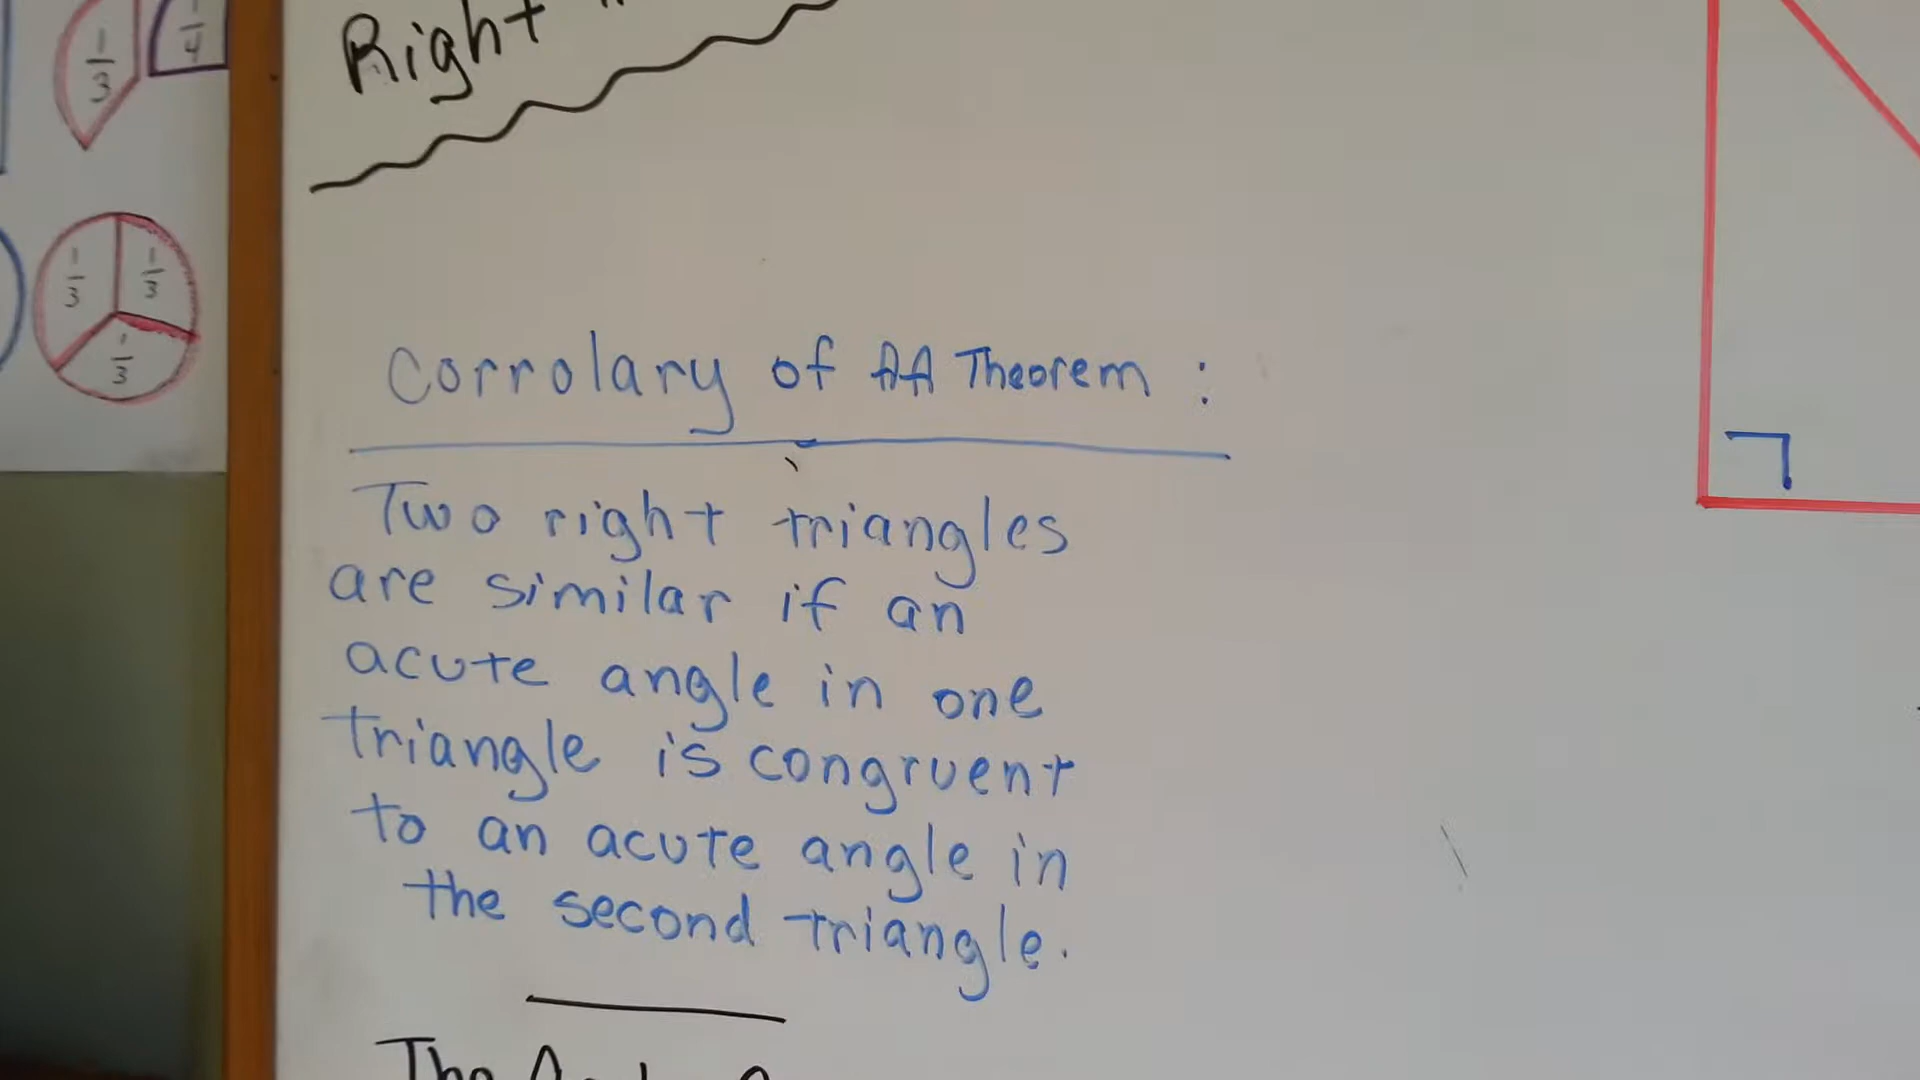 1/3
1/4
Right
1/3 1/3
1/3
Corrolary of AA Theorem :
Two right triangles
are similar if an
acute angle in one
triangle is congruent
to an acute angle in
the second triangle.